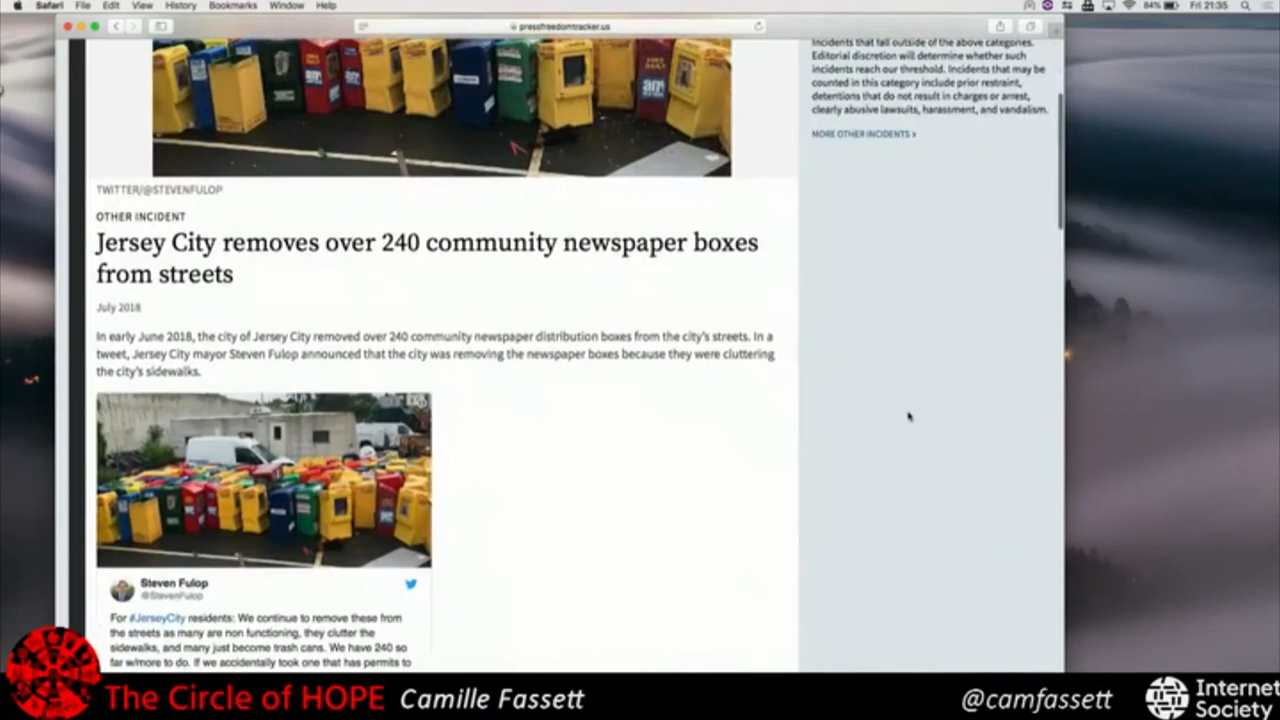 Safari File Edit View History Bookmarks Window Help
84% Fri 21:35
pressfreedomtracker.us
Incidents that fall outside of the above categories.
Editorial discretion will determine whether such
incidents reach our threshold. Incidents that may be
counted in this category include prior restraint,
detentions that do not result in charges or arrest,
clearly abusive lawsuits, harassment, and vandalism.
MORE OTHER INCIDENTS >
FREE DAILY
am
TWITTER/@STEVENFULOP
OTHER INCIDENT
Jersey City removes over 240 community newspaper boxes
from streets
July 2018
In early June 2018, the city of Jersey City removed over 240 community newspaper distribution boxes from the city's streets. In a
tweet, Jersey City mayor Steven Fulop announced that the city was removing the newspaper boxes because they were cluttering
the city's sidewalks.
Steven Fulop
@StevenFulop
For #JerseyCity residents: We continue to remove these from
the streets as many are non functioning, they clutter the
sidewalks, and many just become trash cans. We have 240 so
far w/more to do. If we accidentally took one that has permits to
The Circle of HOPE Camille Fassett @camfassett Internet
Society